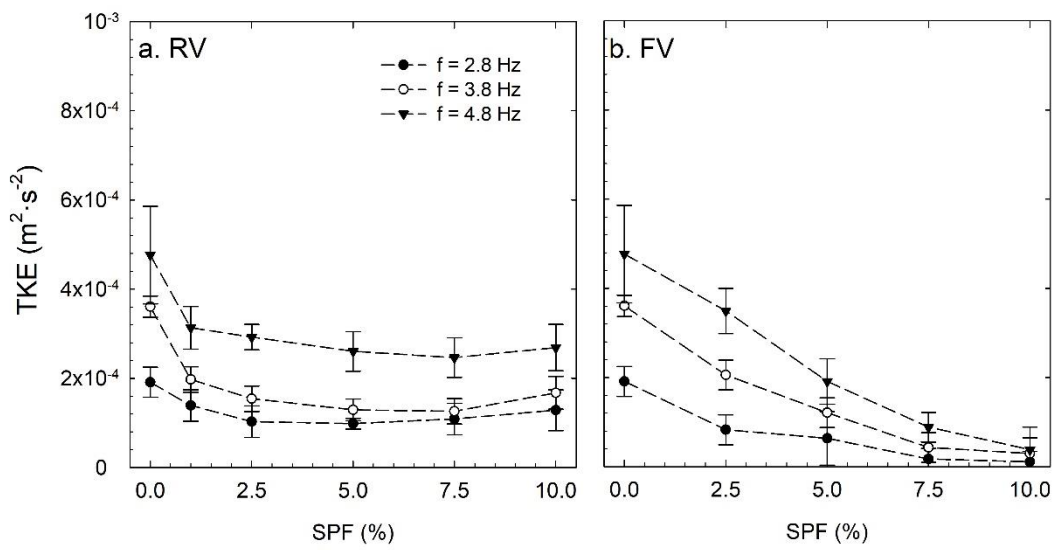 a. RV
b. FV
f = 2.8 Hz
f = 3.8 Hz
f = 4.8 Hz
TKE (m²·s⁻²)
10⁻³
8x10⁻⁴
6x10⁻⁴
4x10⁻⁴
2x10⁻⁴
0
0.0 2.5 5.0 7.5 10.0
0.0 2.5 5.0 7.5 10.0
SPF (%)
SPF (%)